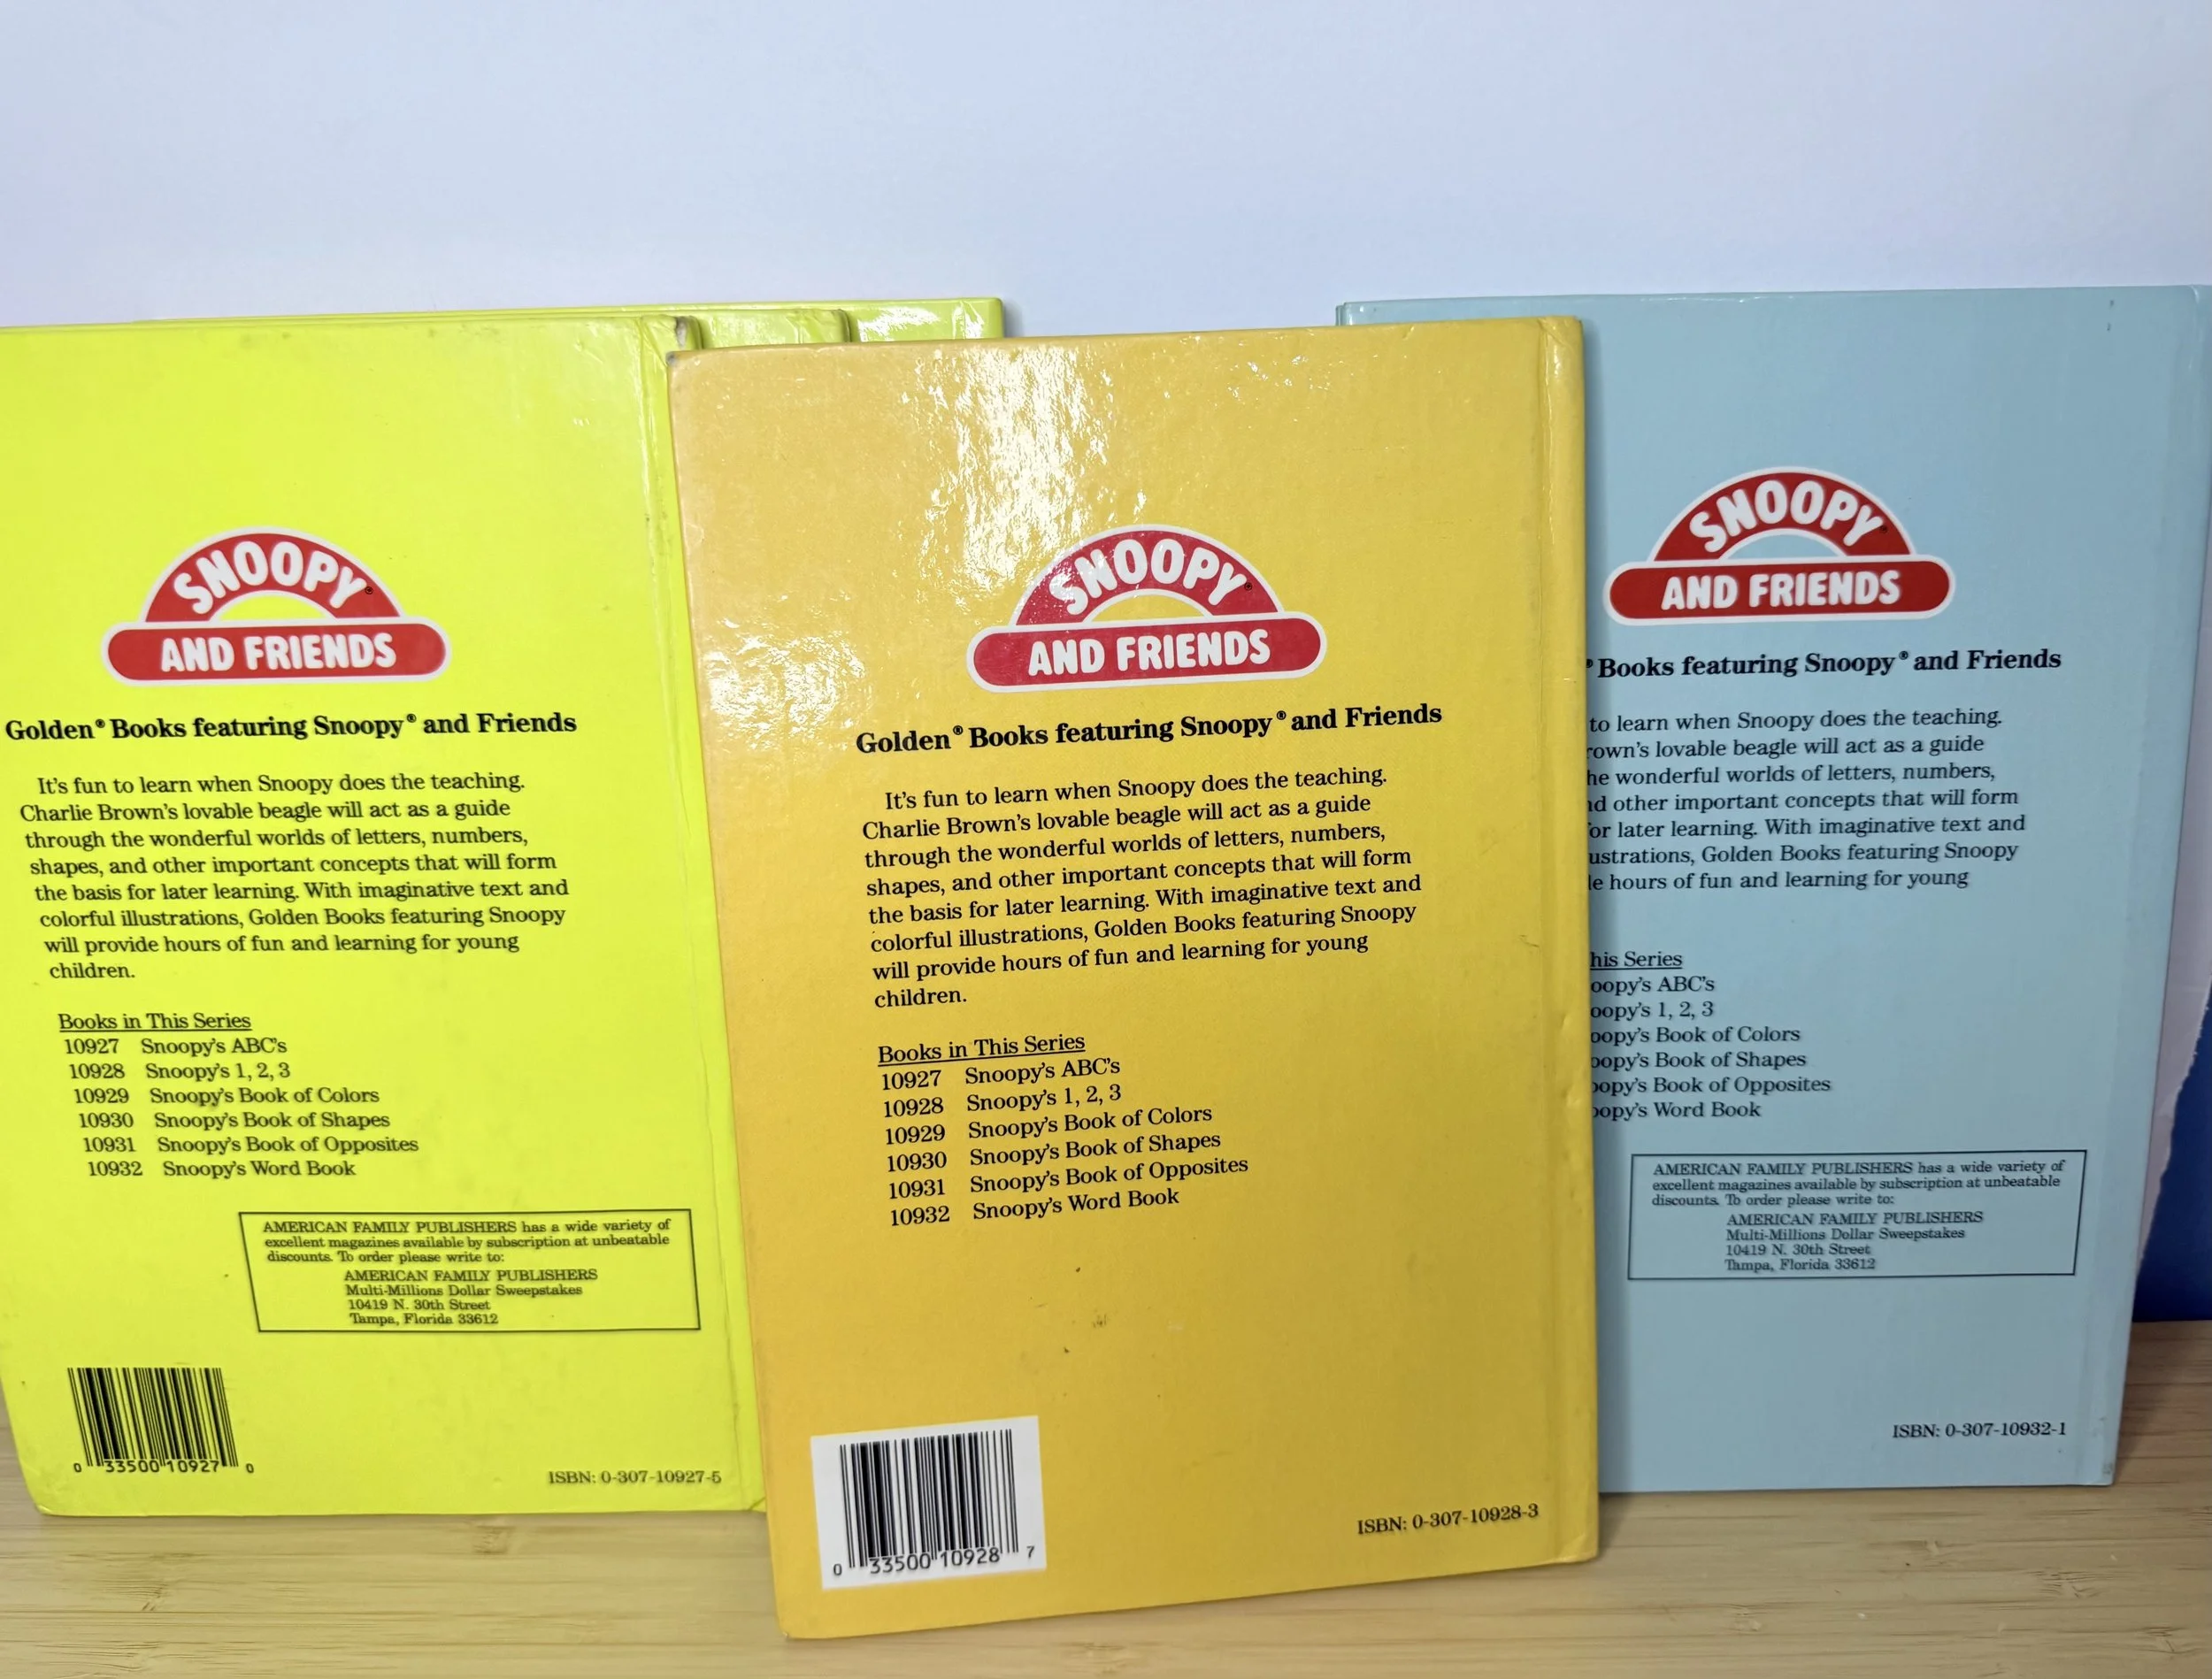 SNOOPY®
AND FRIENDS
Golden® Books featuring Snoopy® and Friends
It's fun to learn when Snoopy does the teaching.
Charlie Brown's lovable beagle will act as a guide
through the wonderful worlds of letters, numbers,
shapes, and other important concepts that will form
the basis for later learning. With imaginative text and
colorful illustrations, Golden Books featuring Snoopy
will provide hours of fun and learning for young
children.
Books in This Series
10927 Snoopy's ABC's
10928 Snoopy's 1, 2, 3
10929 Snoopy's Book of Colors
10930 Snoopy's Book of Shapes
10931 Snoopy's Book of Opposites
10932 Snoopy's Word Book
AMERICAN FAMILY PUBLISHERS has a wide variety of
excellent magazines available by subscription at unbeatable
discounts. To order please write to:
AMERICAN FAMILY PUBLISHERS
Multi-Millions Dollar Sweepstakes
10419 N. 30th Street
Tampa, Florida 33612
0 33500 10927 0
ISBN: 0-307-10927-5
SNOOPY®
AND FRIENDS
Golden® Books featuring Snoopy® and Friends
It's fun to learn when Snoopy does the teaching.
Charlie Brown's lovable beagle will act as a guide
through the wonderful worlds of letters, numbers,
shapes, and other important concepts that will form
the basis for later learning. With imaginative text and
colorful illustrations, Golden Books featuring Snoopy
will provide hours of fun and learning for young
children.
Books in This Series
10927 Snoopy's ABC's
10928 Snoopy's 1, 2, 3
10929 Snoopy's Book of Colors
10930 Snoopy's Book of Shapes
10931 Snoopy's Book of Opposites
10932 Snoopy's Word Book
0 33500 10928 7
ISBN: 0-307-10928-3
SNOOPY®
AND FRIENDS
® Books featuring Snoopy® and Friends
to learn when Snoopy does the teaching.
rown's lovable beagle will act as a guide
he wonderful worlds of letters, numbers,
d other important concepts that will form
or later learning. With imaginative text and
ustrations, Golden Books featuring Snoopy
e hours of fun and learning for young
his Series
oopy's ABC's
oopy's 1, 2, 3
oopy's Book of Colors
oopy's Book of Shapes
oopy's Book of Opposites
oopy's Word Book
AMERICAN FAMILY PUBLISHERS has a wide variety of
excellent magazines available by subscription at unbeatable
discounts. To order please write to:
AMERICAN FAMILY PUBLISHERS
Multi-Millions Dollar Sweepstakes
10419 N. 30th Street
Tampa, Florida 33612
ISBN: 0-307-10932-1